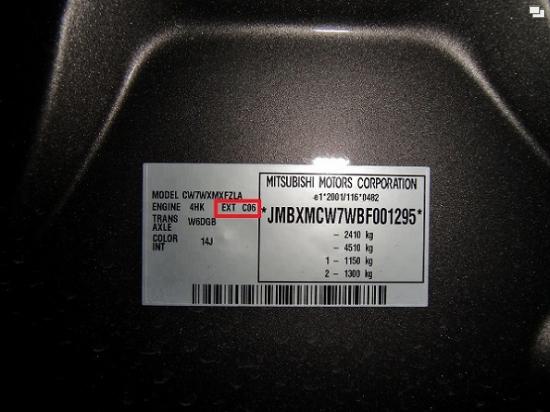 MODEL CW7WXMXFZLA
ENGINE 4HK EXT C06
TRANS AXLE W6DGB
COLOR INT 14J
MITSUBISHI MOTORS CORPORATION
e1*2001/116*0482
*JMBXMCW7WBF001295*
- 2410 kg
- 4510 kg
1 - 1150 kg
2 - 1300 kg